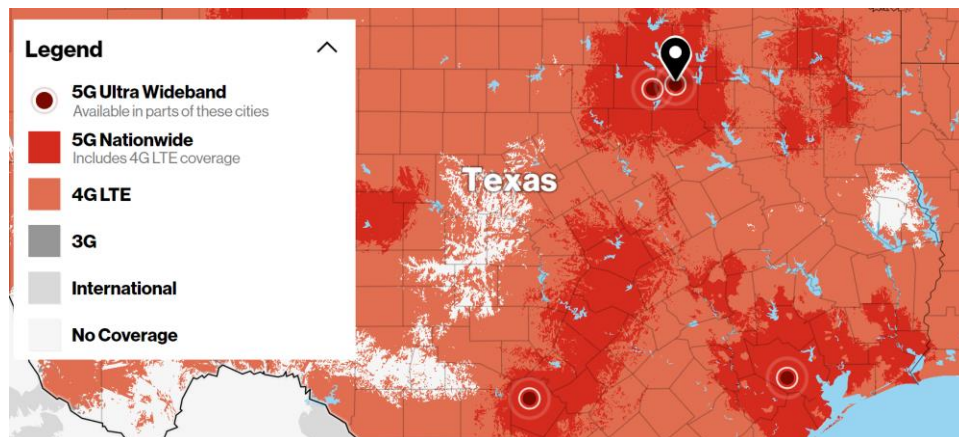 Legend
5G Ultra Wideband
Available in parts of these cities
5G Nationwide
Includes 4G LTE coverage
Texas
4G LTE
3G
International
No Coverage